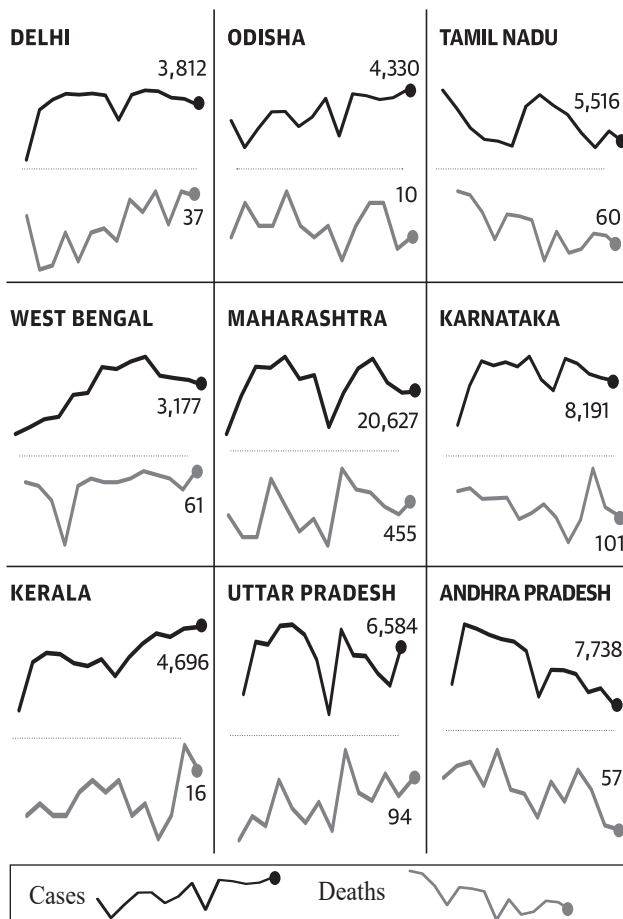 DELHI
3,812
37
ODISHA
4,330
10
TAMIL NADU
5,516
60
WEST BENGAL
3,177
61
MAHARASHTRA
20,627
455
KARNATAKA
8,191
101
KERALA
4,696
16
UTTAR PRADESH
6,584
94
ANDHRA PRADESH
7,738
57
Cases
Deaths